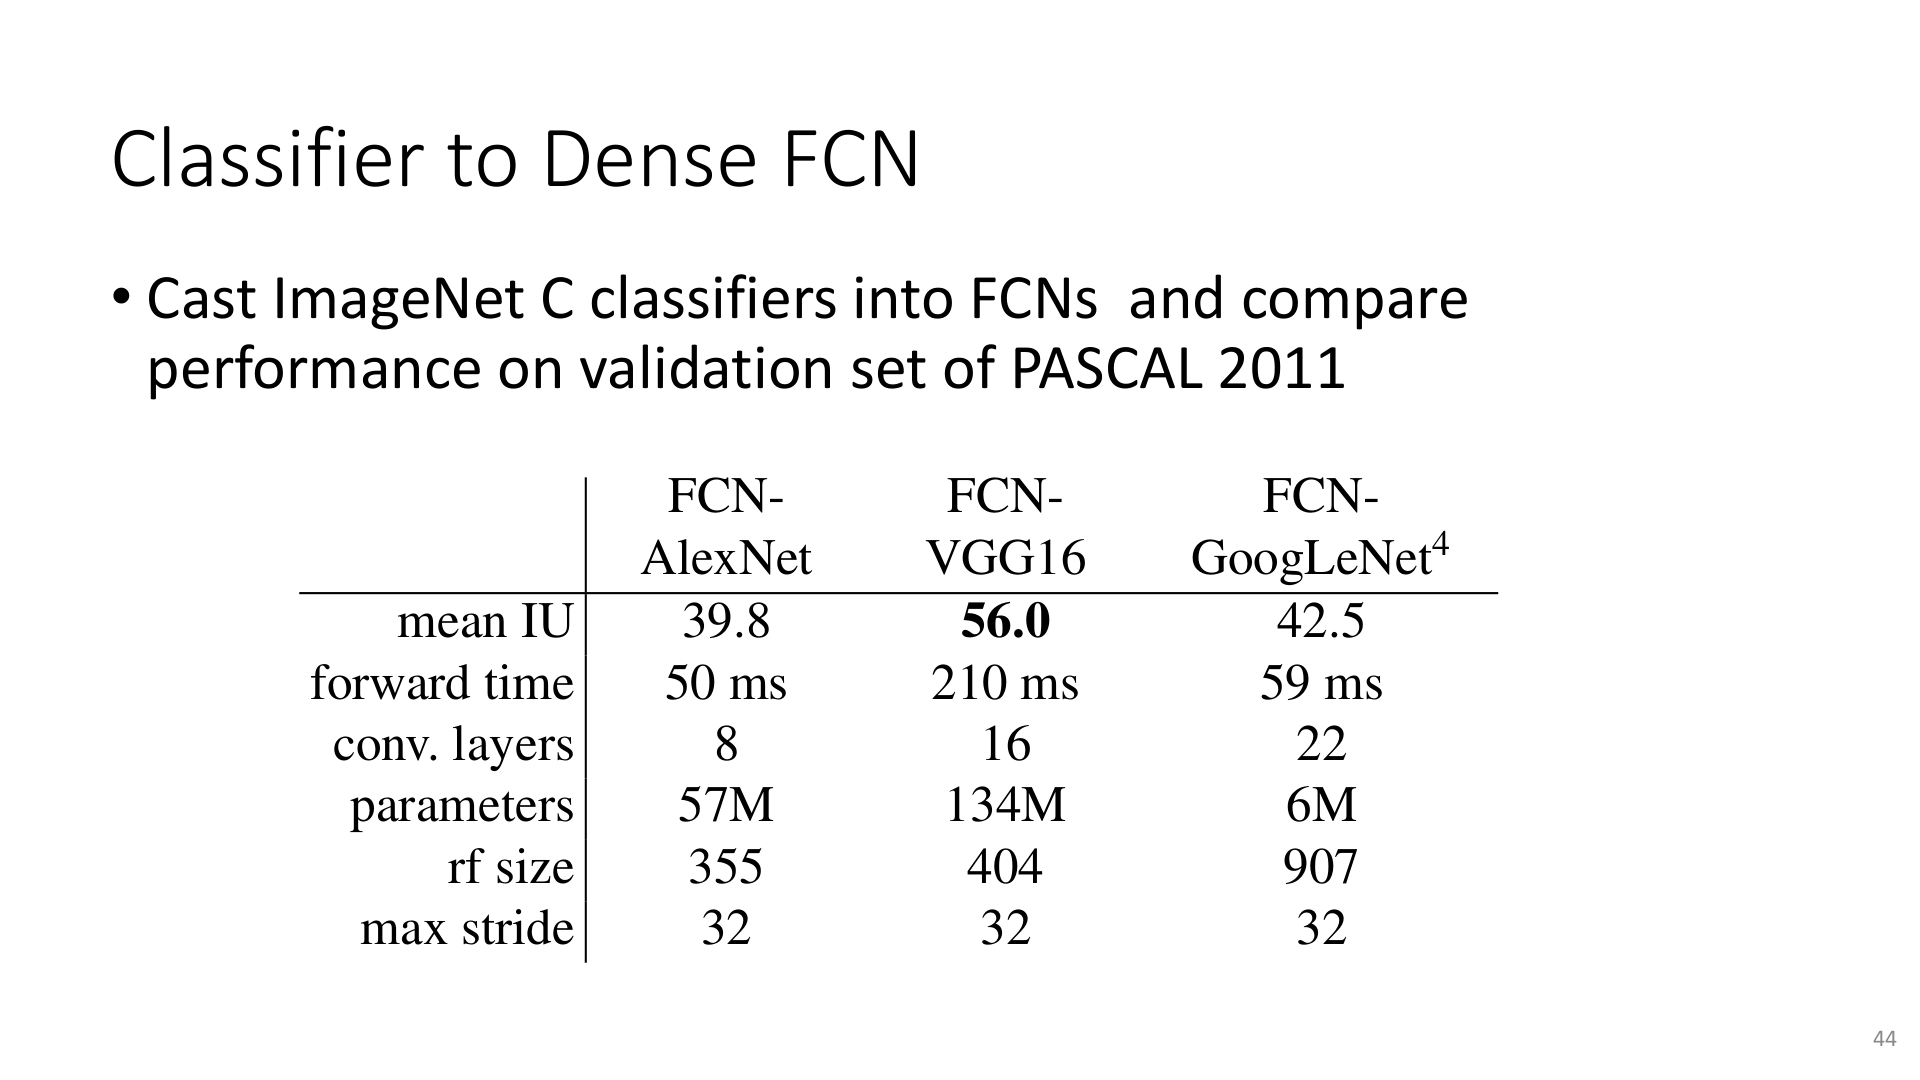 Classifier to Dense FCN
• Cast ImageNet C classifiers into FCNs  and compare
performance on validation set of PASCAL 2011
FCN- FCN- FCN-
AlexNet VGG16 GoogLeNet⁴
mean IU 39.8 56.0 42.5
forward time 50 ms 210 ms 59 ms
conv. layers 8 16 22
parameters 57M 134M 6M
rf size 355 404 907
max stride 32 32 32
44